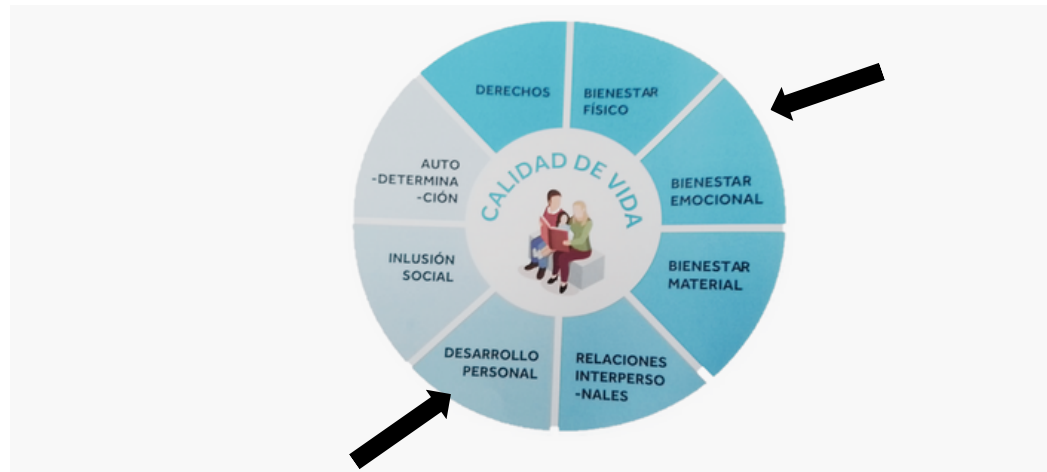 DERECHOS
BIENESTAR
FÍSICO
BIENESTAR
EMOCIONAL
BIENESTAR
MATERIAL
RELACIONES
INTERPERSO
-NALES
DESARROLLO
PERSONAL
INLUSIÓN
SOCIAL
AUTO
-DETERMINA
-CIÓN
CALIDAD DE VIDA